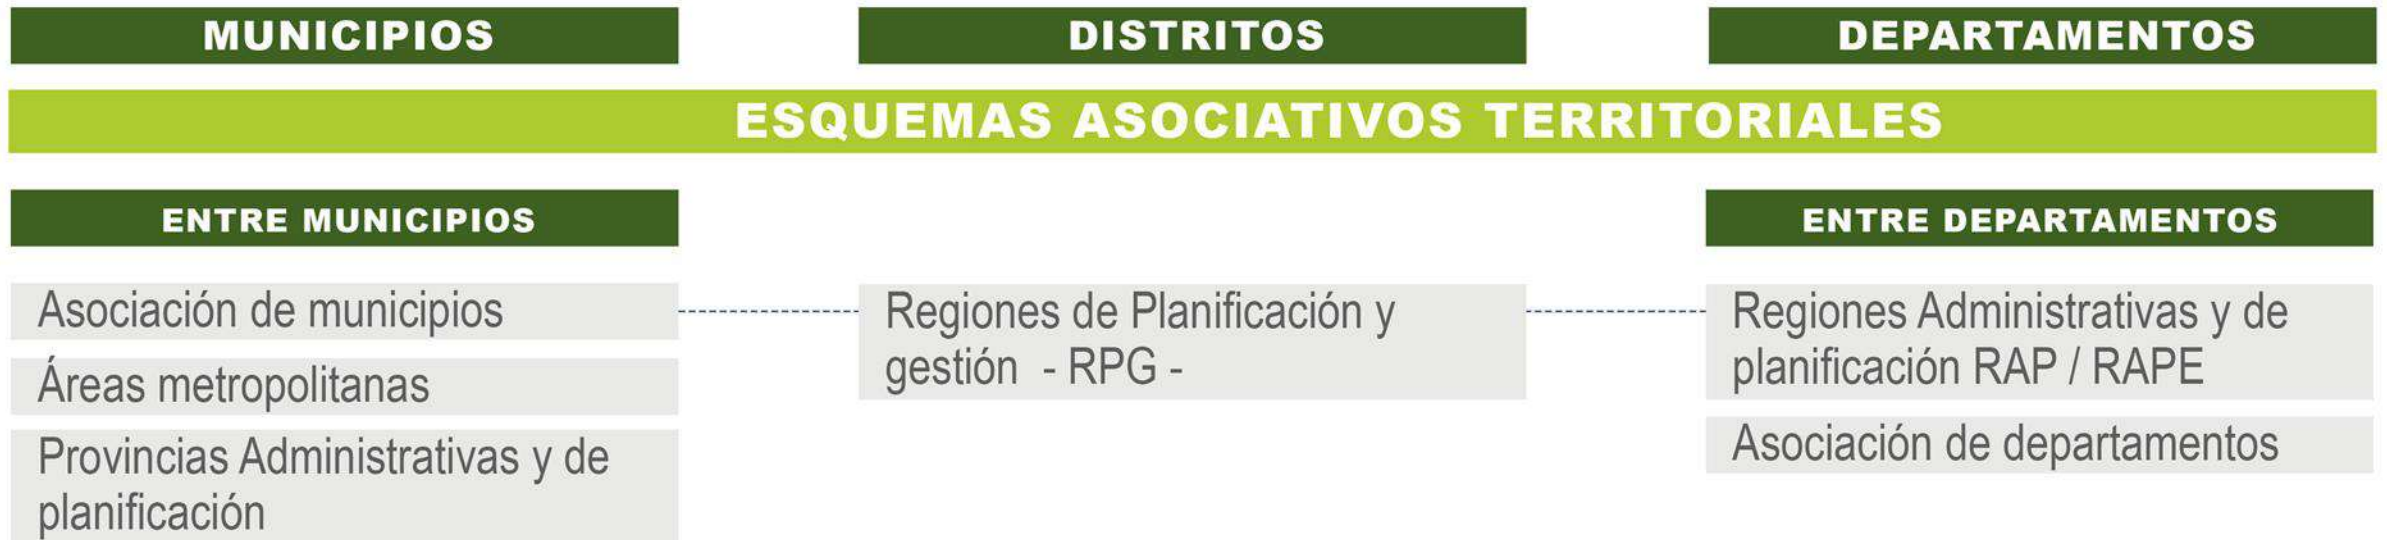 MUNICIPIOS
DISTRITOS
DEPARTAMENTOS
ESQUEMAS ASOCIATIVOS TERRITORIALES
ENTRE MUNICIPIOS
ENTRE DEPARTAMENTOS
Asociación de municipios
Áreas metropolitanas
Provincias Administrativas y de
planificación
Regiones de Planificación y
gestión - RPG -
Regiones Administrativas y de
planificación RAP / RAPE
Asociación de departamentos